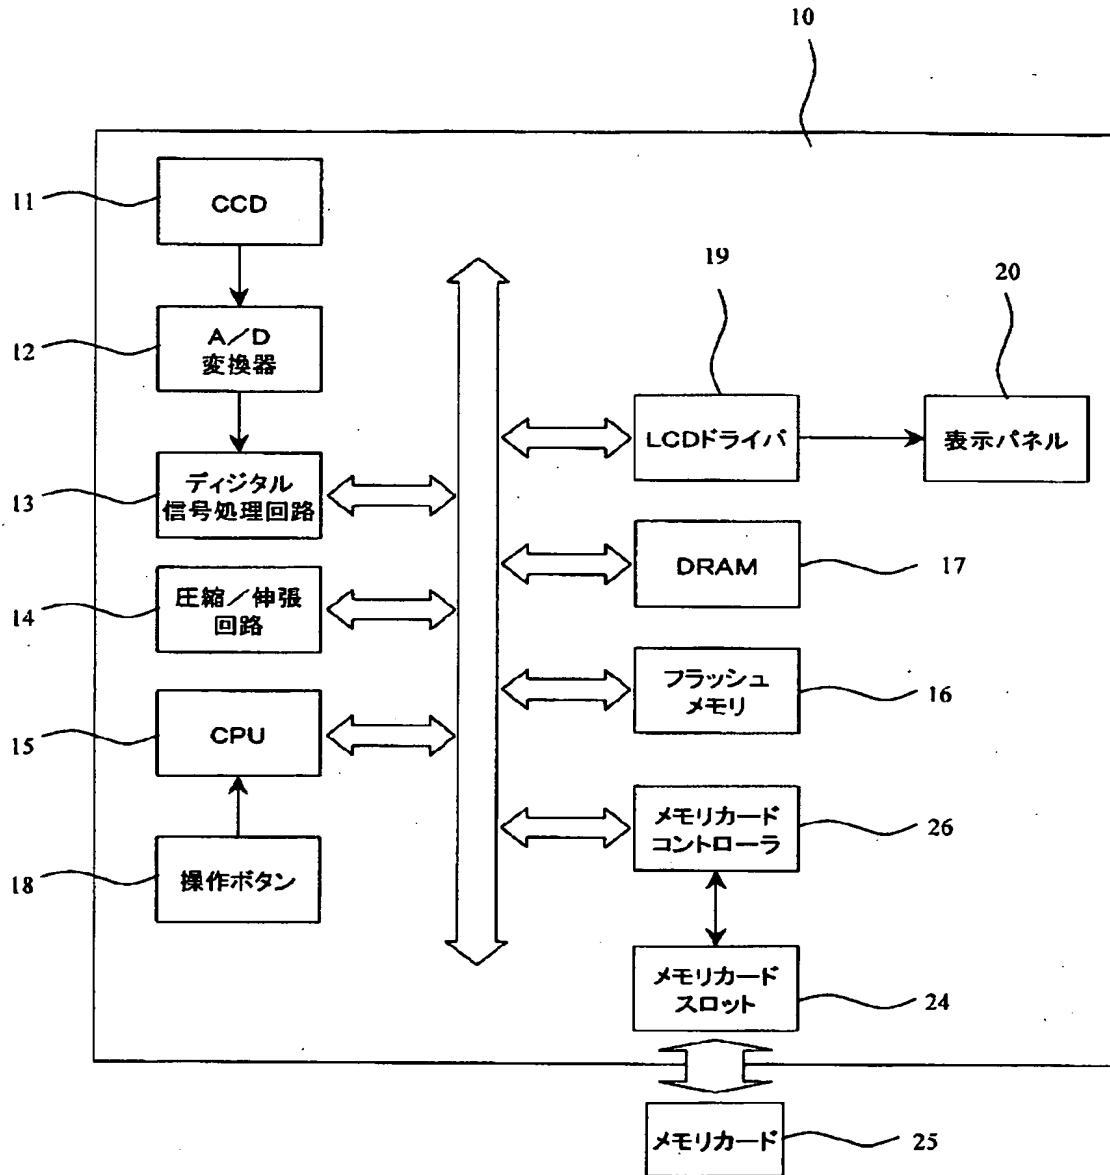 10
11
CCD
12
A／D
変換器
13
ディジタル
信号処理回路
14
圧縮／伸張
回路
15
CPU
18
操作ボタン
19
LCDドライバ
20
表示パネル
DRAM
17
フラッシュ
メモリ
16
メモリカード
コントローラ
26
メモリカード
スロット
24
メモリカード
25